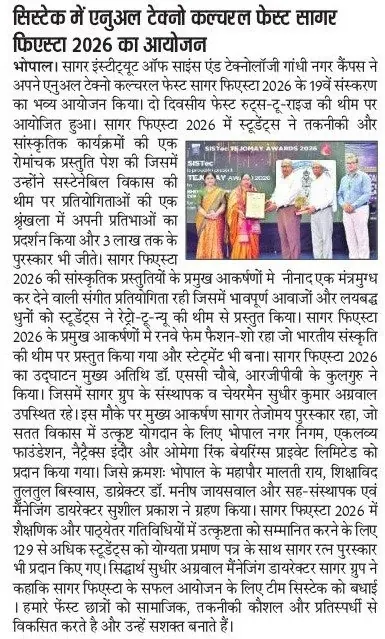 सिस्टेक में एनुअल टेक्नो कल्चरल फेस्ट सागर
फिएस्टा 2026 का आयोजन
भोपाल। सागर इंस्टीट्यूट ऑफ साइंस एंड टेक्नोलॉजी गांधी नगर कैंपस ने
अपने एनुअल टेक्नो कल्चरल फेस्ट सागर फिएस्टा 2026 के 19वें संस्करण
का भव्य आयोजन किया। दो दिवसीय फेस्ट रुट्स-टू-राइज की थीम पर
आयोजित हुआ। सागर फिएस्टा 2026 में स्टूडेंट्स ने तकनीकी और
सांस्कृतिक कार्यक्रमों की एक
रोमांचक प्रस्तुति पेश की जिसमें
उन्होंने सस्टेनेबिल विकास की
थीम पर प्रतियोगिताओं की एक
श्रृंखला में अपनी प्रतिभाओं का
प्रदर्शन किया और 3 लाख तक के
पुरस्कार भी जीते। सागर फिएस्टा
SISTec TEJOMAY AWARDS 2026
SISTec
TEJOMAY AWARD 2026
2026 की सांस्कृतिक प्रस्तुतियों के प्रमुख आकर्षणों मे नीनाद एक मंत्रमुग्ध
कर देने वाली संगीत प्रतियोगिता रही जिसमें भावपूर्ण आवाजों और लयबद्ध
धुनों को स्टूडेंट्स ने रेट्रो-टू-न्यू की थीम से प्रस्तुत किया। सागर फिएस्टा
2026 के प्रमुख आकर्षणों मे रनवे फेम फैशन-शो रहा जो भारतीय संस्कृति
की थीम पर प्रस्तुत किया गया और स्टेट्मेंट भी बना। सागर फिएस्टा 2026
का उद्घाटन मुख्य अतिथि डॉ. एससी चौबे, आरजीपीवी के कुलगुरु ने
किया। जिसमें सागर ग्रुप के संस्थापक व चेयरमैन सुधीर कुमार अग्रवाल
उपस्थित रहे। इस मौके पर मुख्य आकर्षण सागर तेजोमय पुरस्कार रहा, जो
सतत विकास में उत्कृष्ट योगदान के लिए भोपाल नगर निगम, एकलव्य
फाउंडेशन, नैट्रैक्स इंदौर और ओमेगा रिंक बेयरिंग्स प्राइवेट लिमिटेड को
प्रदान किया गया। जिसे क्रमशः भोपाल के महापौर मालती राय, शिक्षाविद
तुलतुल बिस्वास, डाय्रेक्टर डॉ. मनीष जायसवाल और सह-संस्थापक एवं
मैंनेजिंग डायरेक्टर सुशील प्रकाश ने ग्रहण किया। सागर फिएस्टा 2026 में
शैक्षणिक और पाठ्येतर गतिविधियों में उत्कृष्टता को सम्मानित करने के लिए
129 से अधिक स्टूडेंट्स को योग्यता प्रमाण पत्र के साथ सागर रत्न पुरस्कार
भी प्रदान किए गए। सिद्धार्थ सुधीर अग्रवाल मैंनेजिंग डायरेक्टर सागर ग्रुप ने
कहाकि सागर फिएस्टा के सफल आयोजन के लिए टीम सिस्टेक को बधाई
। हमारे फेंस्ट छात्रों को सामाजिक, तकनीकी कौशल और प्रतिस्पर्धी से
विकसित करते है और उन्हें सशक्त बनाते हैं।